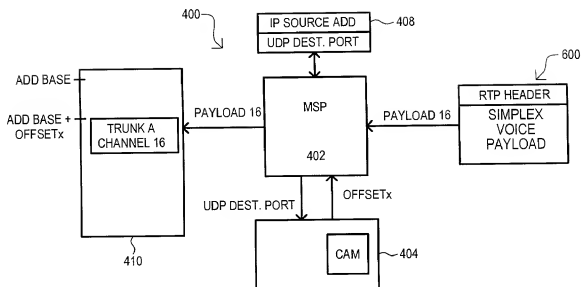 400
IP SOURCE ADD
408
UDP DEST. PORT
600
ADD BASE
MSP
RTP HEADER
ADD BASE +
OFFSETx
PAYLOAD 16
PAYLOAD 16
SIMPLEX
VOICE
PAYLOAD
TRUNK A
CHANNEL 16
402
UDP DEST. PORT
OFFSETx
410
CAM
404